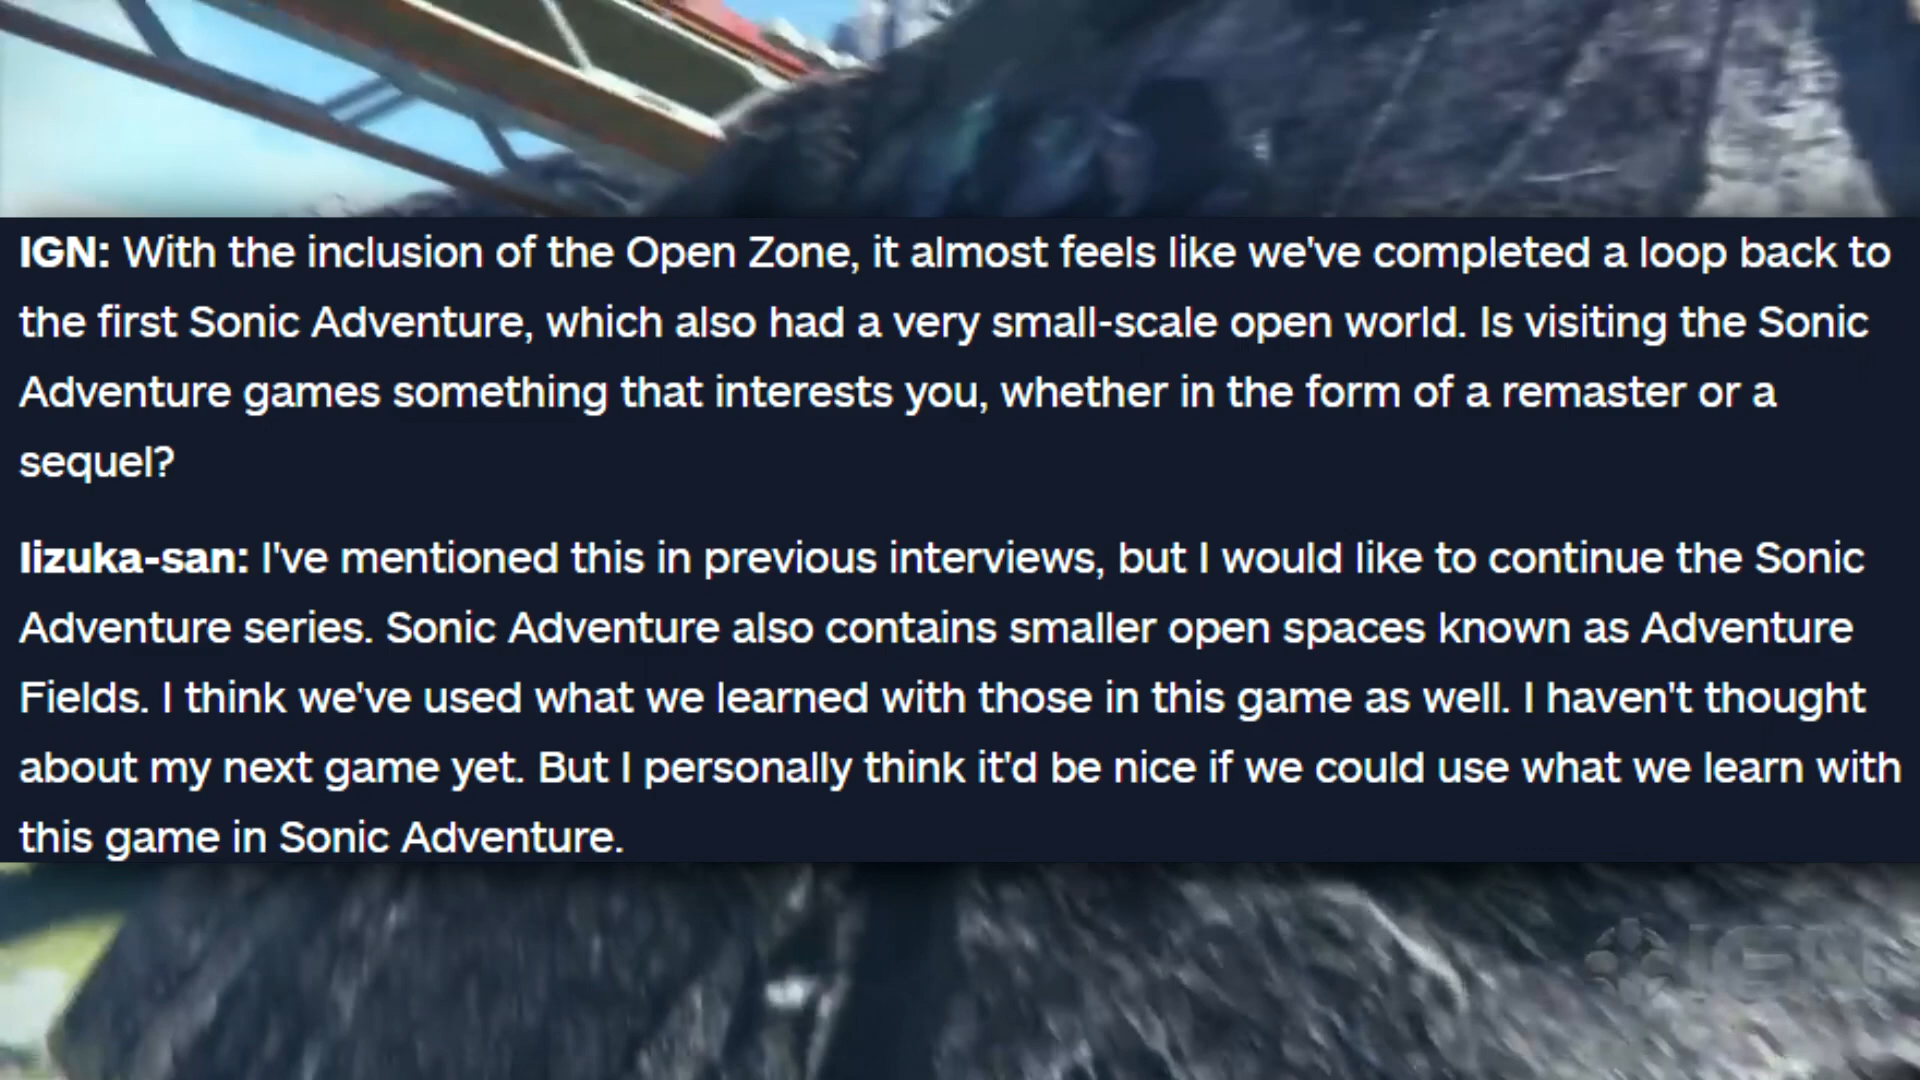 IGN: With the inclusion of the Open Zone, it almost feels like we've completed a loop back to
the first Sonic Adventure, which also had a very small-scale open world. Is visiting the Sonic
Adventure games something that interests you, whether in the form of a remaster or a
sequel?
Iizuka-san: I've mentioned this in previous interviews, but I would like to continue the Sonic
Adventure series. Sonic Adventure also contains smaller open spaces known as Adventure
Fields. I think we've used what we learned with those in this game as well. I haven't thought
about my next game yet. But I personally think it'd be nice if we could use what we learn with
this game in Sonic Adventure.
IGN